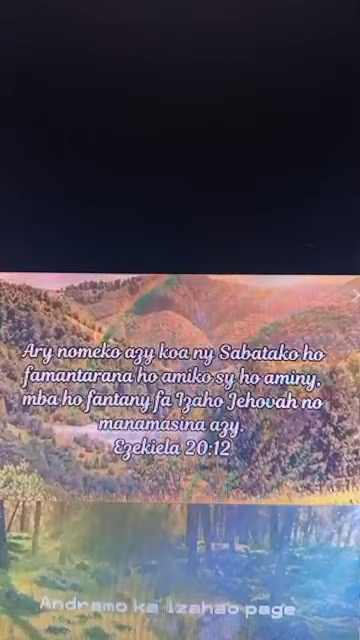 Ary nomeko azy koa ny Sabatako ho
famantarana ho amiko sy ho aminy,
mba ho fantany fa Izaho Jehovah no
manamasina azy.
Ezekiela 20:12
Andramo ka izahao page